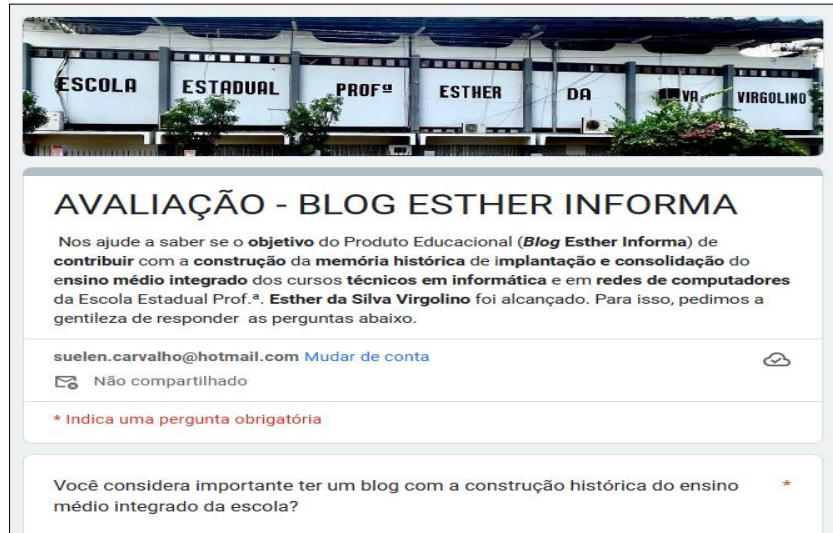 ESCOLA ESTADUAL PROFª ESTHER DA VA VIRGOLINO
AVALIAÇÃO - BLOG ESTHER INFORMA
Nos ajude a saber se o objetivo do Produto Educacional (Blog Esther Informa) de
contribuir com a construção da memória histórica de implantação e consolidação do
ensino médio integrado dos cursos técnicos em informática e em redes de computadores
da Escola Estadual Prof.ª. Esther da Silva Virgolino foi alcançado. Para isso, pedimos a
gentileza de responder as perguntas abaixo.
suelen.carvalho@hotmail.com Mudar de conta
Não compartilhado
* Indica uma pergunta obrigatória
Você considera importante ter um blog com a construção histórica do ensino *
médio integrado da escola?